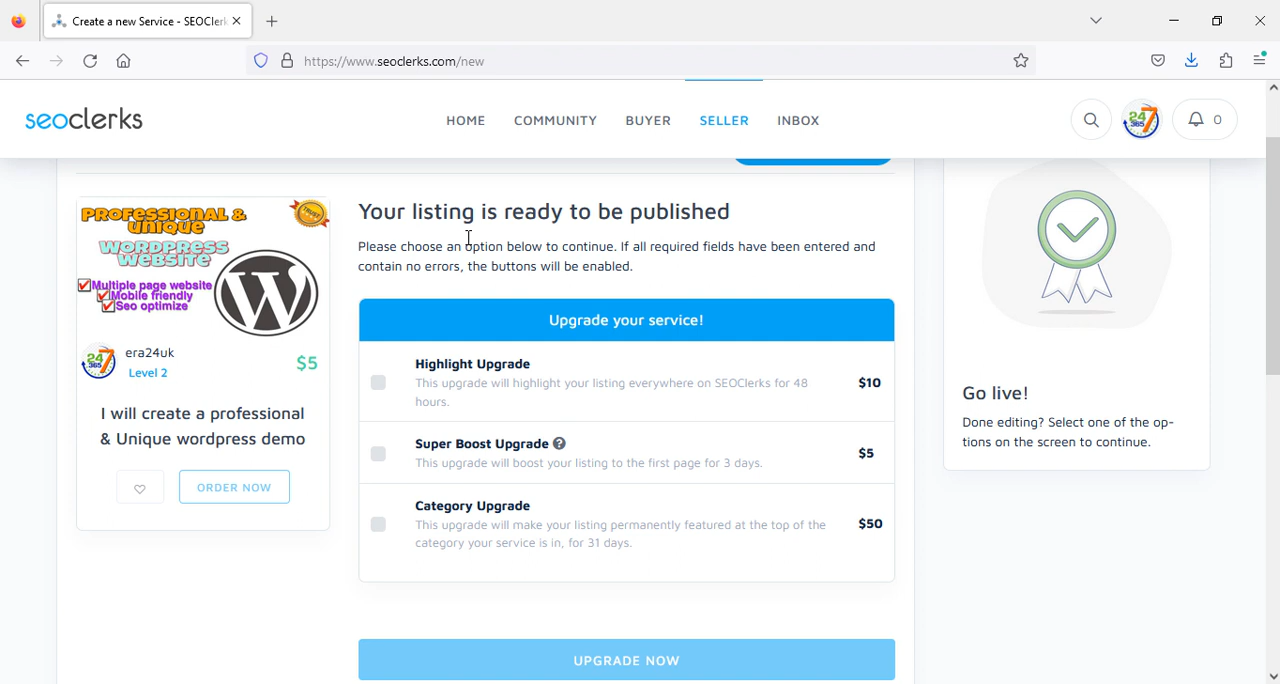 Create a new Service - SEOClerk
https://www.seoclerks.com/new
seoclerks
HOME
COMMUNITY
BUYER
SELLER
INBOX
0
PROFESSIONAL &
UNIQUE
WORDPRESS
WEBSITE
Multiple page website
Mobile friendly
Seo optimize
TRUST
era24uk
Level 2
$5
I will create a professional
& Unique wordpress demo
ORDER NOW
Your listing is ready to be published
Please choose an option below to continue. If all required fields have been entered and
contain no errors, the buttons will be enabled.
Upgrade your service!
Highlight Upgrade
This upgrade will highlight your listing everywhere on SEOClerks for 48
hours.
$10
Super Boost Upgrade
This upgrade will boost your listing to the first page for 3 days.
$5
Category Upgrade
This upgrade will make your listing permanently featured at the top of the
category your service is in, for 31 days.
$50
UPGRADE NOW
Go live!
Done editing? Select one of the op-
tions on the screen to continue.